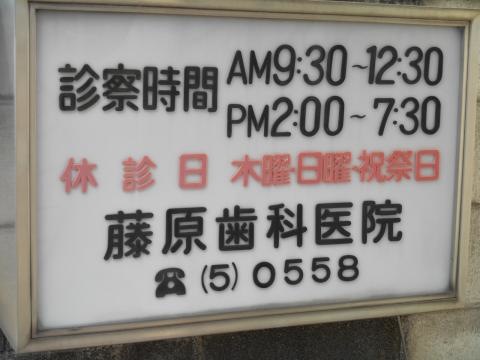 診察時間 AM9:30~12:30
PM2:00~7:30
休診日 木曜・日曜・祝祭日
藤原歯科医院
☎(5)0558